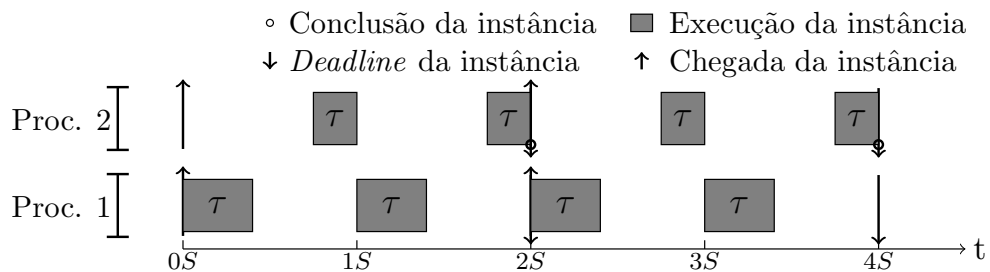 Conclusão da instância Execução da instância
Deadline da instância Chegada da instância
Proc. 2 τ τ τ τ
Proc. 1 τ τ τ τ
0S 1S 2S 3S 4S t